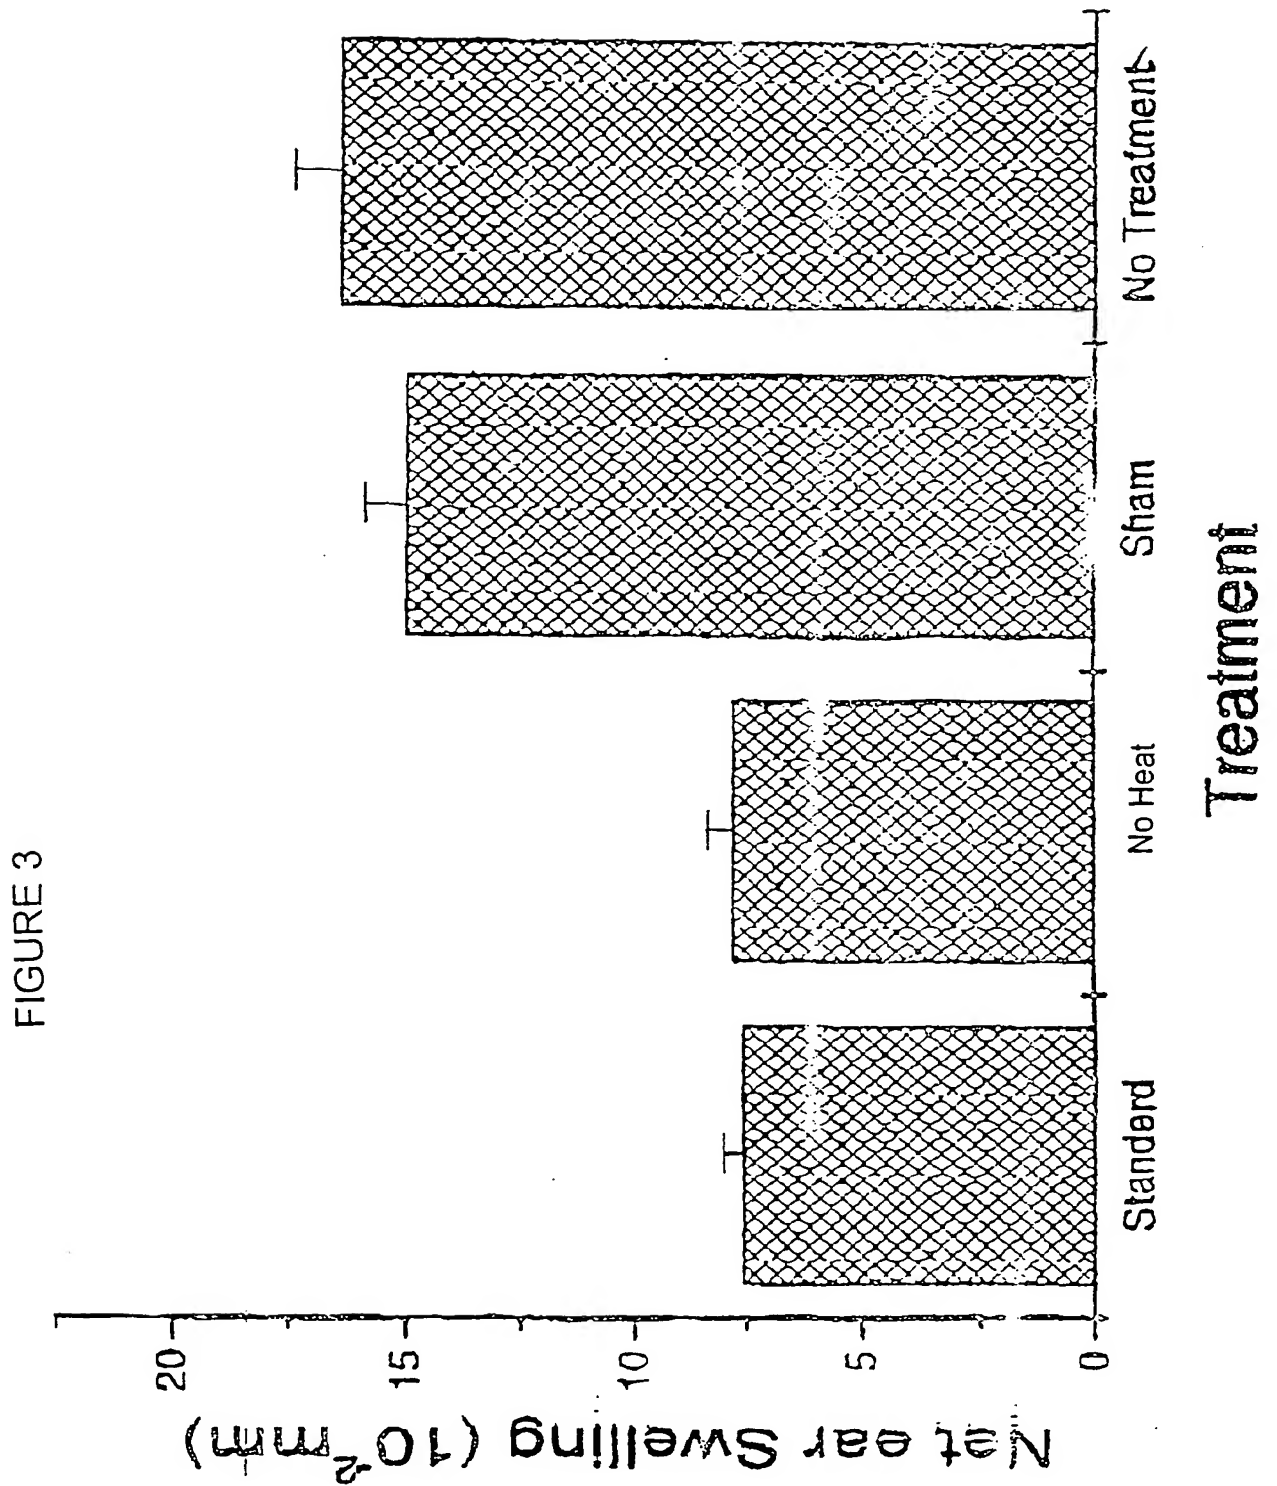 FIGURE 3
Net ear Swelling (10⁻²mm)
20
15
10
5
0
Standard
No Heat
Sham
No Treatment
Treatment